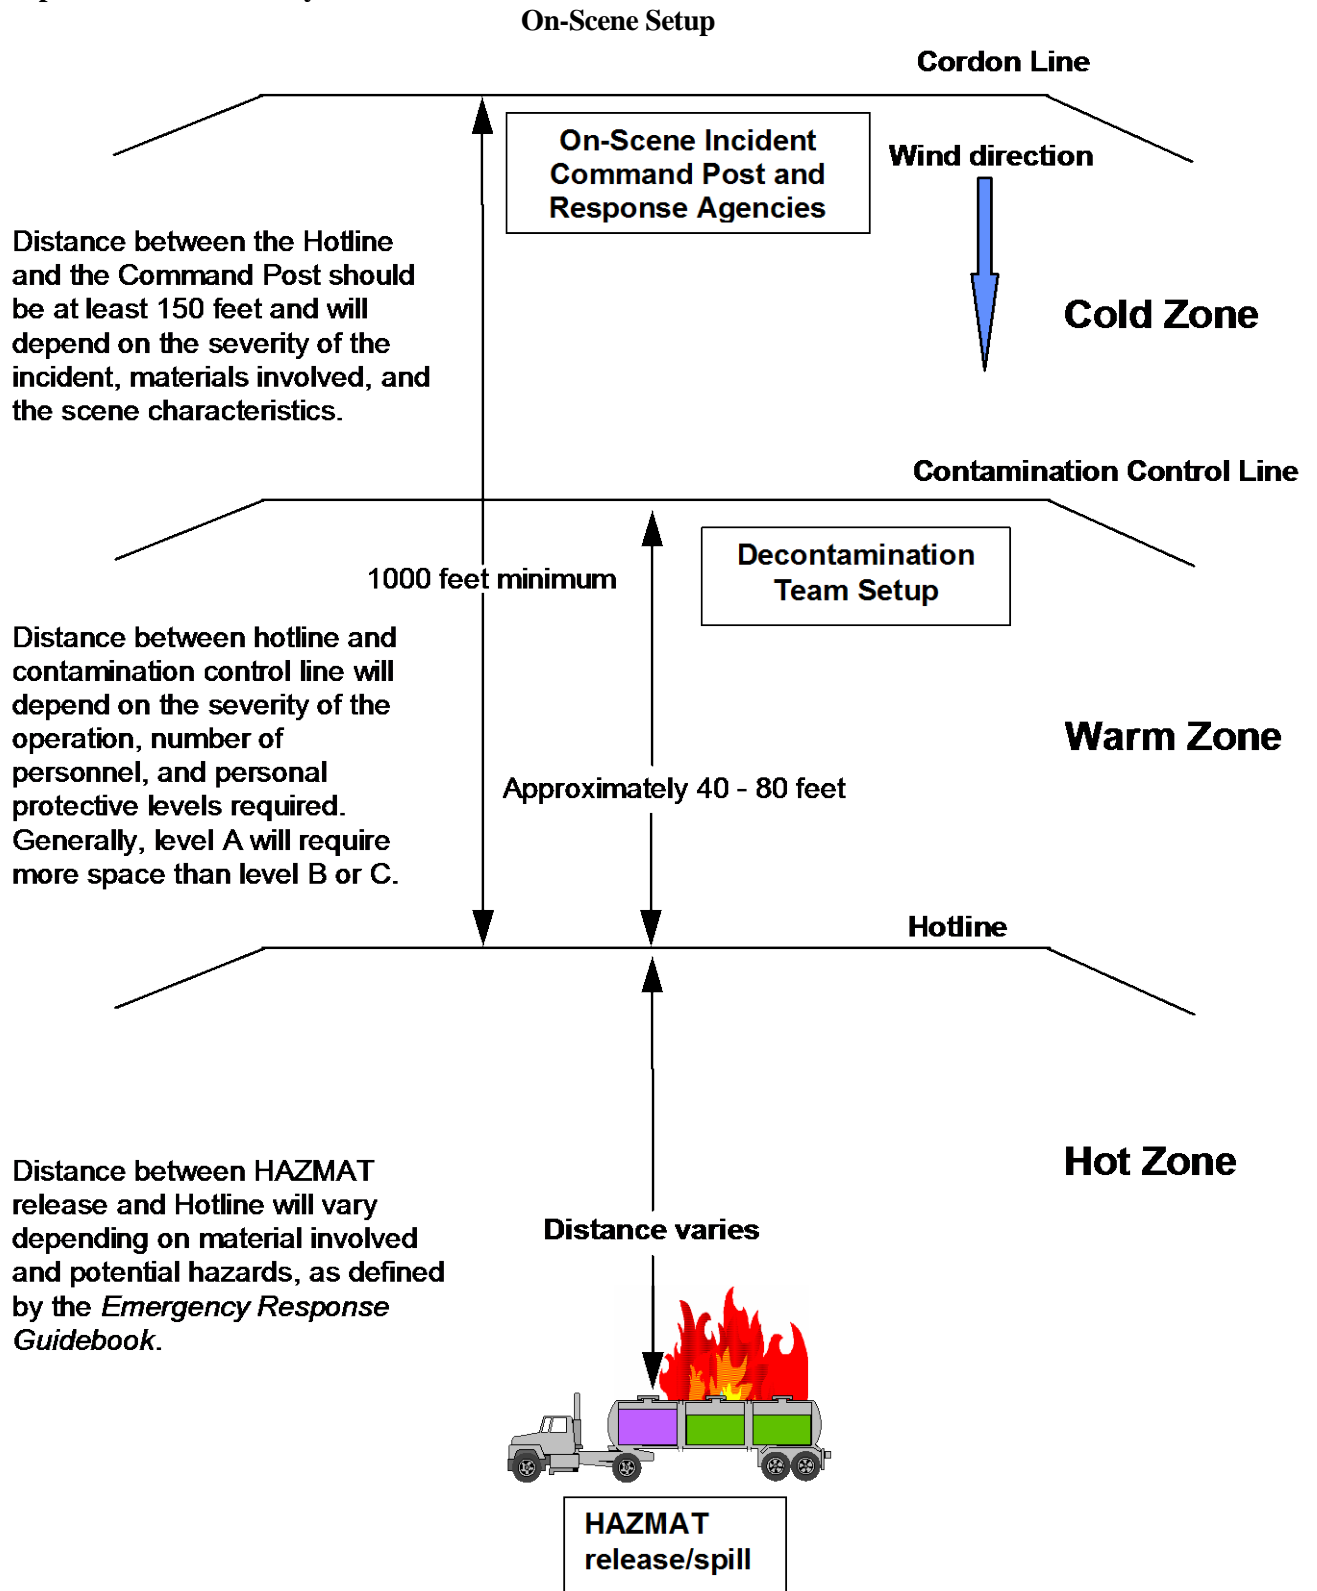 On-Scene Setup
Cordon Line
On-Scene Incident
Command Post and
Response Agencies
Wind direction
Distance between the Hotline
and the Command Post should
be at least 150 feet and will
depend on the severity of the
incident, materials involved, and
the scene characteristics.
Cold Zone
Contamination Control Line
Decontamination
Team Setup
1000 feet minimum
Distance between hotline and
contamination control line will
depend on the severity of the
operation, number of
personnel, and personal
protective levels required.
Generally, level A will require
more space than level B or C.
Warm Zone
Approximately 40 - 80 feet
Hotline
Distance between HAZMAT
release and Hotline will vary
depending on material involved
and potential hazards, as defined
by the Emergency Response
Guidebook.
Hot Zone
Distance varies
HAZMAT
release/spill